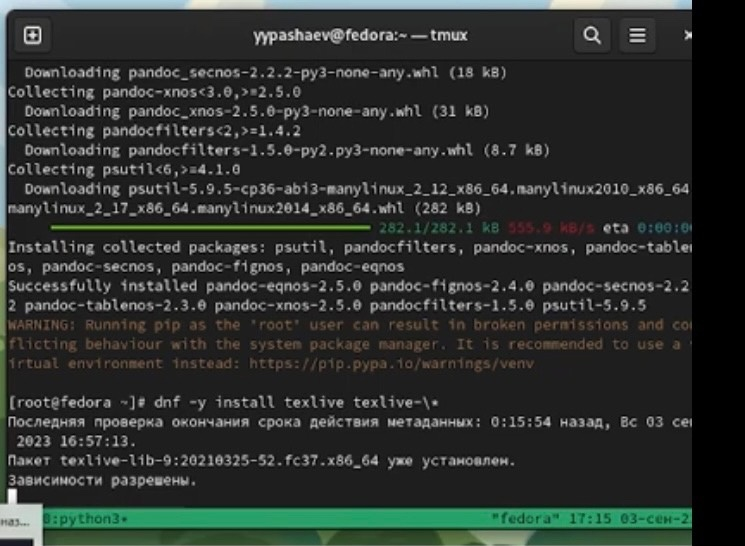 yypashaev@fedora:~ — tmux
Downloading pandoc_secnos-2.2.2-py3-none-any.whl (18 kB)
Collecting pandoc-xnos<3.0,>=2.5.0
Downloading pandoc_xnos-2.5.0-py3-none-any.whl (31 kB)
Collecting pandocfilters<2,>=1.4.2
Downloading pandocfilters-1.5.0-py2.py3-none-any.whl (8.7 kB)
Collecting psutil<6,>=4.1.0
Downloading psutil-5.9.5-cp36-abi3-manylinux_2_12_x86_64.manylinux2010_x86_64
manylinux_2_17_x86_64.manylinux2014_x86_64.whl (282 kB)
282.1/282.1 kB 555.9 kB/s eta 0:00:0
Installing collected packages: psutil, pandocfilters, pandoc-xnos, pandoc-table
os, pandoc-secnos, pandoc-fignos, pandoc-eqnos
Successfully installed pandoc-eqnos-2.5.0 pandoc-fignos-2.4.0 pandoc-secnos-2.2
2 pandoc-tablenos-2.3.0 pandoc-xnos-2.5.0 pandocfilters-1.5.0 psutil-5.9.5
WARNING: Running pip as the 'root' user can result in broken permissions and co
flicting behaviour with the system package manager. It is recommended to use a
irtual environment instead: https://pip.pypa.io/warnings/venv
[root@fedora ~]# dnf -y install texlive texlive-\*
Последняя проверка окончания срока действия метаданных: 0:15:54 назад, Вс 03 се
2023 16:57:13.
Пакет texlive-lib-9:20210325-52.fc37.x86_64 уже установлен.
Зависимости разрешены.
наз...
0:python3* "fedora" 17:15 03-сен-2